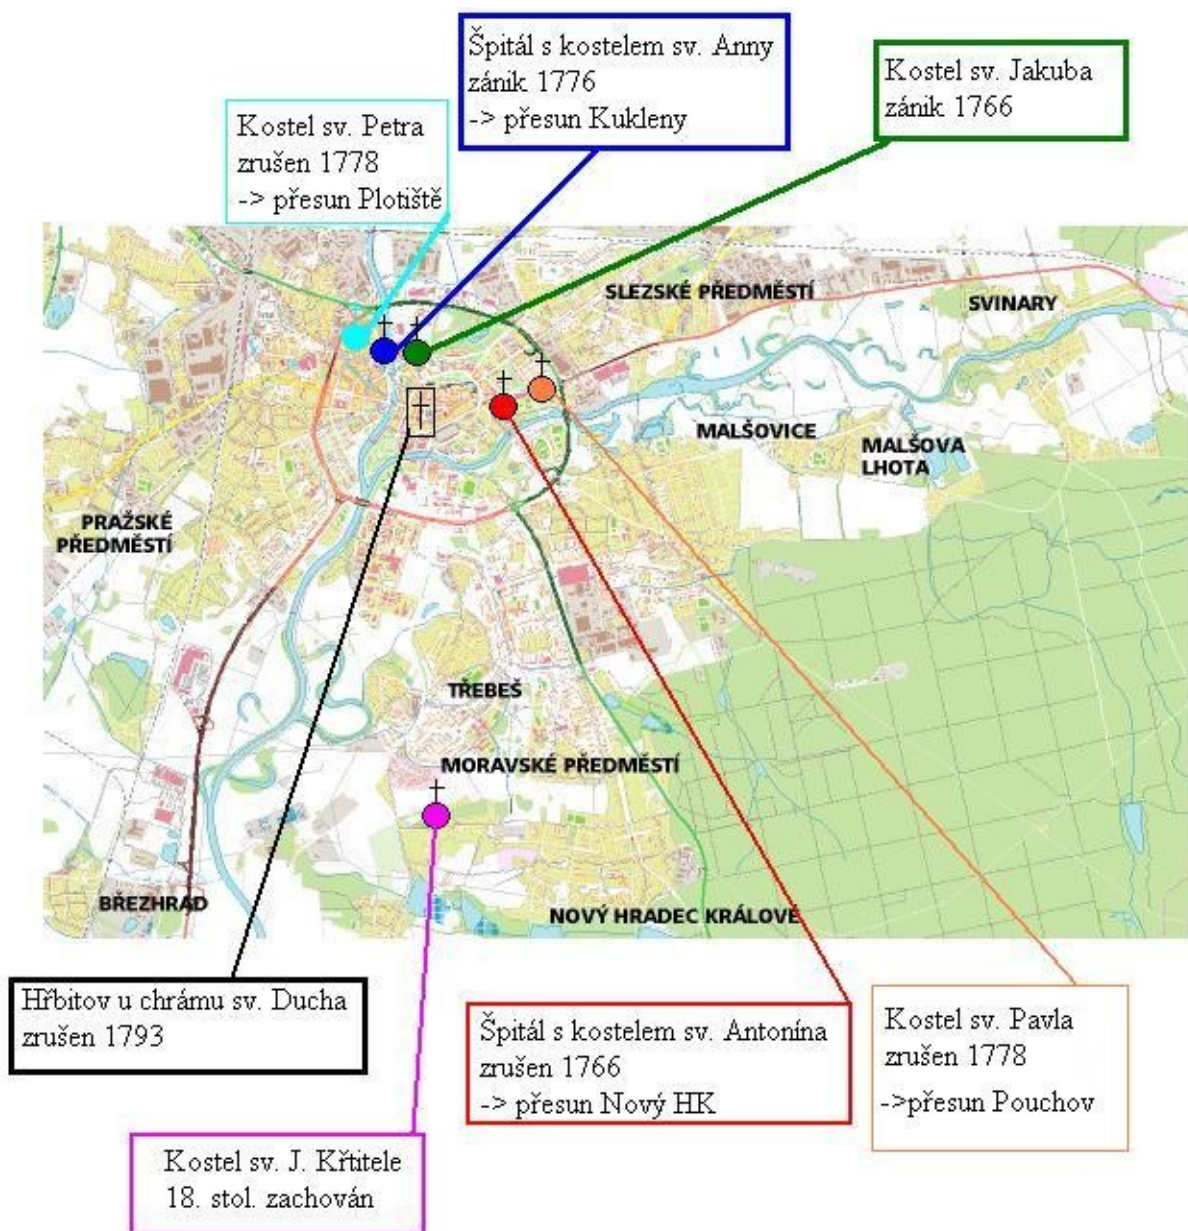 Špitál s kostelem sv. Anny
zánik 1776
-> přesun Kukleny
Kostel sv. Jakuba
zánik 1766
Kostel sv. Petra
zrušen 1778
-> přesun Plotiště
SLEZSKÉ PŘEDMĚSTÍ
SVINARY
MALŠOVICE
MALŠOVA
LHOTA
PRAŽSKÉ
PŘEDMĚSTÍ
TŘEBEŠ
MORAVSKÉ PŘEDMĚSTÍ
BŘEZHRAD
NOVÝ HRADEC KRÁLOVÉ
Hřbitov u chrámu sv. Ducha
zrušen 1793
Špitál s kostelem sv. Antonína
zrušen 1766
-> přesun Nový HK
Kostel sv. Pavla
zrušen 1778
->přesun Pouchov
Kostel sv. J. Křtitele
18. stol. zachován